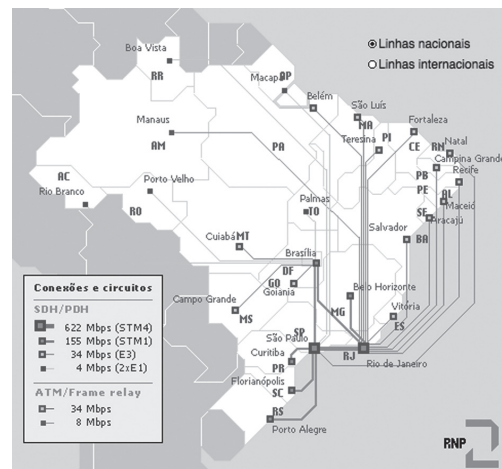 Linhas nacionais
Linhas internacionais
Boa Vista
RR
Macapá
AP
Belém
São Luís
MA
Fortaleza
Manaus
AM
PA
Teresina
PI
CE
RN
Natal
Campina Grande
PB
Recife
PE
AC
Rio Branco
Porto Velho
RO
Palmas
TO
AL
Maceió
SE
Aracajú
Salvador
BA
Cuiabá
MT
Brasília
DF
GO
Goiânia
Belo Horizonte
MG
Vitória
ES
Campo Grande
MS
SP
São Paulo
RJ
Rio de Janeiro
Curitiba
PR
Florianópolis
SC
RS
Porto Alegre
Conexões e circuitos
SDH/PDH
622 Mbps (STM4)
155 Mbps (STM1)
34 Mbps (E3)
4 Mbps (2xE1)
ATM/Frame relay
34 Mbps
8 Mbps
RNP